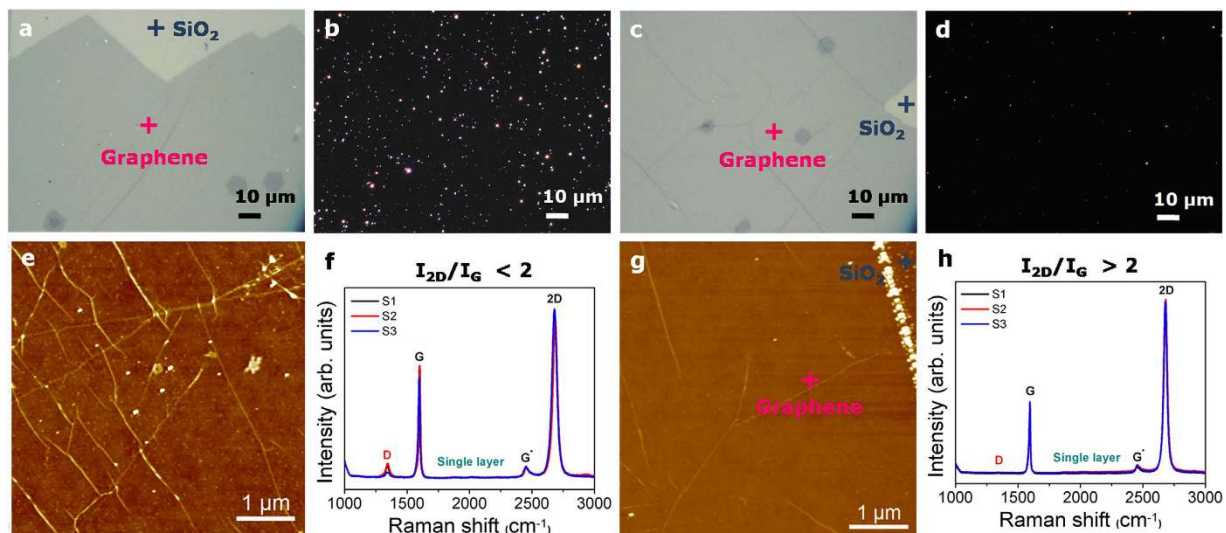 a
+ SiO₂
+
Graphene
10 µm
b
10 µm
c
+
SiO₂
+
Graphene
10 µm
d
10 µm
e
1 µm
f
I2D/IG < 2
S1
S2
S3
2D
G
D
Single layer
G*
Intensity (arb. units)
1000 1500 2000 2500 3000
Raman shift (cm⁻¹)
g
SiO₂ +
+
Graphene
1 µm
h
I2D/IG > 2
S1
S2
S3
2D
G
D
Single layer
G*
Intensity (arb. units)
1000 1500 2000 2500 3000
Raman shift (cm⁻¹)